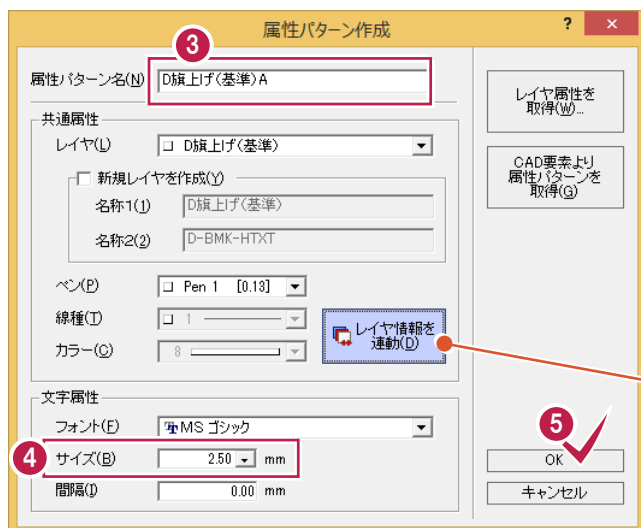 属性パターン作成
?
×
3
属性パターン名(N)
D旗上げ(基準)A
レイヤ属性を
取得(W)...
CAD要素より
属性パターンを
取得(G)
共通属性
レイヤ(L)
D旗上げ(基準)
新規レイヤを作成(Y)
名称1(1)
D旗上げ(基準)
名称2(2)
D-BMK-HTXT
ペン(P)
Pen 1 [0.13]
線種(T)
1
カラー(C)
8
レイヤ情報を
連動(D)
文字属性
フォント(F)
MS ゴシック
4
サイズ(B)
2.50
mm
間隔(I)
0.00 mm
5
OK
キャンセル